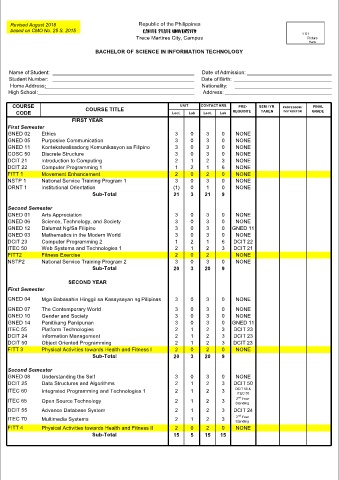 Revised August 2018
based on CMO No. 25 S. 2015
Republic of the Philippines
CAVITE STATE UNIVERSITY
Trece Martires City, Campus
1 X 1
Picture
Here
BACHELOR OF SCIENCE IN INFORMATION TECHNOLOGY
Name of Student: Date of Admission:
Student Number: Date of Birth:
Home Address: Nationality:
High School: Address:
COURSE CODE COURSE TITLE UNIT CONTACT HRS PRE-REQUISITE SEM / YR TAKEN FINAL GRADE
Lect. Lab Lect. Lab
FIRST YEAR
First Semester
GNED 02 Ethics 3 0 3 0 NONE
GNED 05 Purposive Communication 3 0 3 0 NONE
GNED 11 Kontekstwalisadong Komunikasyon sa Filipino 3 0 3 0 NONE
COSC 50 Discrete Structure 3 0 3 0 NONE
DCIT 21 Introduction to Computing 2 1 2 3 NONE
DCIT 22 Computer Programming 1 1 2 1 6 NONE
FITT 1 Movement Enhancement 2 0 2 0 NONE
NSTP 1 National Service Training Program 1 3 0 3 0 NONE
ORNT 1 Institutional Orientation (1) 0 1 0 NONE
Sub-Total 21 3 21 9
Second Semester
GNED 01 Arts Appreciation 3 0 3 0 NONE
GNED 06 Science, Technology, and Society 3 0 3 0 NONE
GNED 12 Dalumat Ng/Sa Filipino 3 0 3 0 GNED 11
GNED 03 Mathematics in the Modern World 3 0 3 0 NONE
DCIT 23 Computer Programming 2 1 2 1 6 DCIT 22
ITEC 50 Web Systems and Technologies 1 2 1 2 3 DCIT 21
FITT2 Fitness Exercise 2 0 2 NONE
NSTP2 National Service Training Program 2 3 0 3 0 NONE
Sub-Total 20 3 20 9
SECOND YEAR
First Semester
GNED 04 Mga Babasahin Hinggil sa Kasaysayan ng Pilipinas 3 0 3 0 NONE
GNED 07 The Contemporary World 3 0 3 0 NONE
GNED 10 Gender and Society 3 0 3 0 NONE
GNED 14 Panitikang Panlipunan 3 0 3 0 GNED 11
ITEC 55 Platform Technologies 2 1 2 3 DCIT 23
DCIT 24 Information Management 2 1 2 3 DCIT 23
DCIT 50 Object Oriented Programming 2 1 2 3 DCIT 23
FITT 3 Physical Activities towards Health and Fitness I 2 0 2 0 NONE
Sub-Total 20 3 20 9
Second Semester
GNED 08 Understanding the Self 3 0 3 0 NONE
DCIT 25 Data Structures and Algorithms 2 1 2 3 DCIT 50
ITEC 60 Integrated Programming and Technologies 1 2 1 2 3 DCIT 50 & ITEC 50
ITEC 65 Open Source Technology 2 1 2 3 2nd Year Standing
DCIT 55 Advance Database System 2 1 2 3 DCIT 24
ITEC 70 Multimedia Systems 2 1 2 3 2nd Year Standing
FITT 4 Physical Activities towards Health and Fitness II 2 0 2 0 NONE
Sub-Total 15 5 15 15